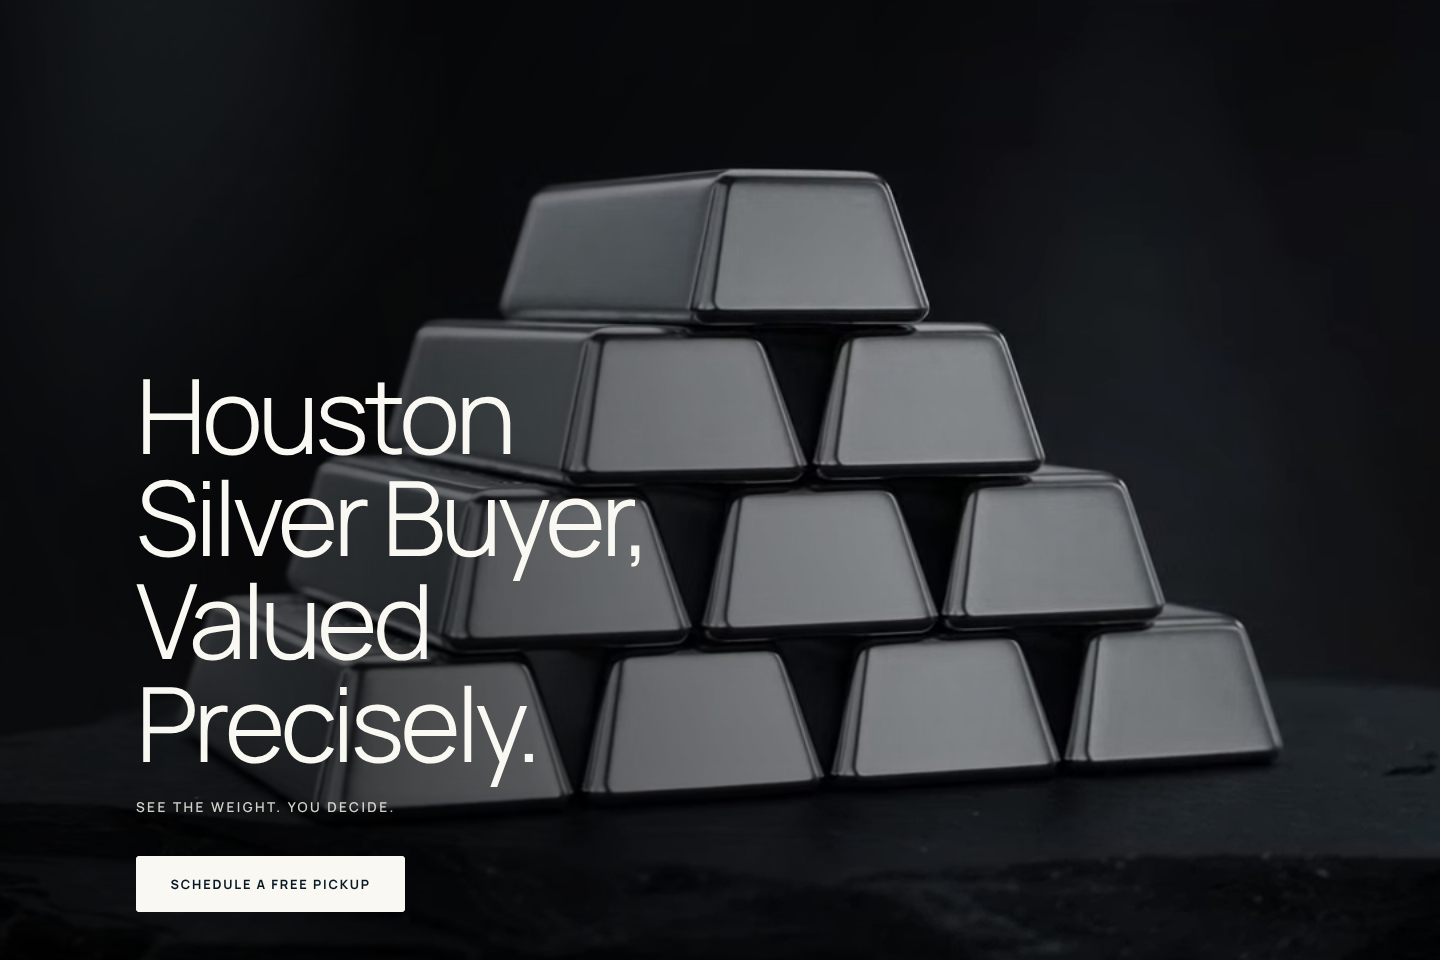 Houston
Silver Buyer,
Valued
Precisely.
SEE THE WEIGHT. YOU DECIDE.
SCHEDULE A FREE PICKUP